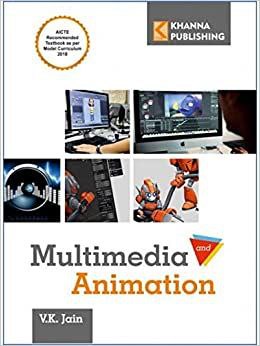 AICTE
Recommended
Textbook as per
Model Curriculum
2018
KHANNA
PUBLISHING
Multimedia and
Animation
V.K. Jain